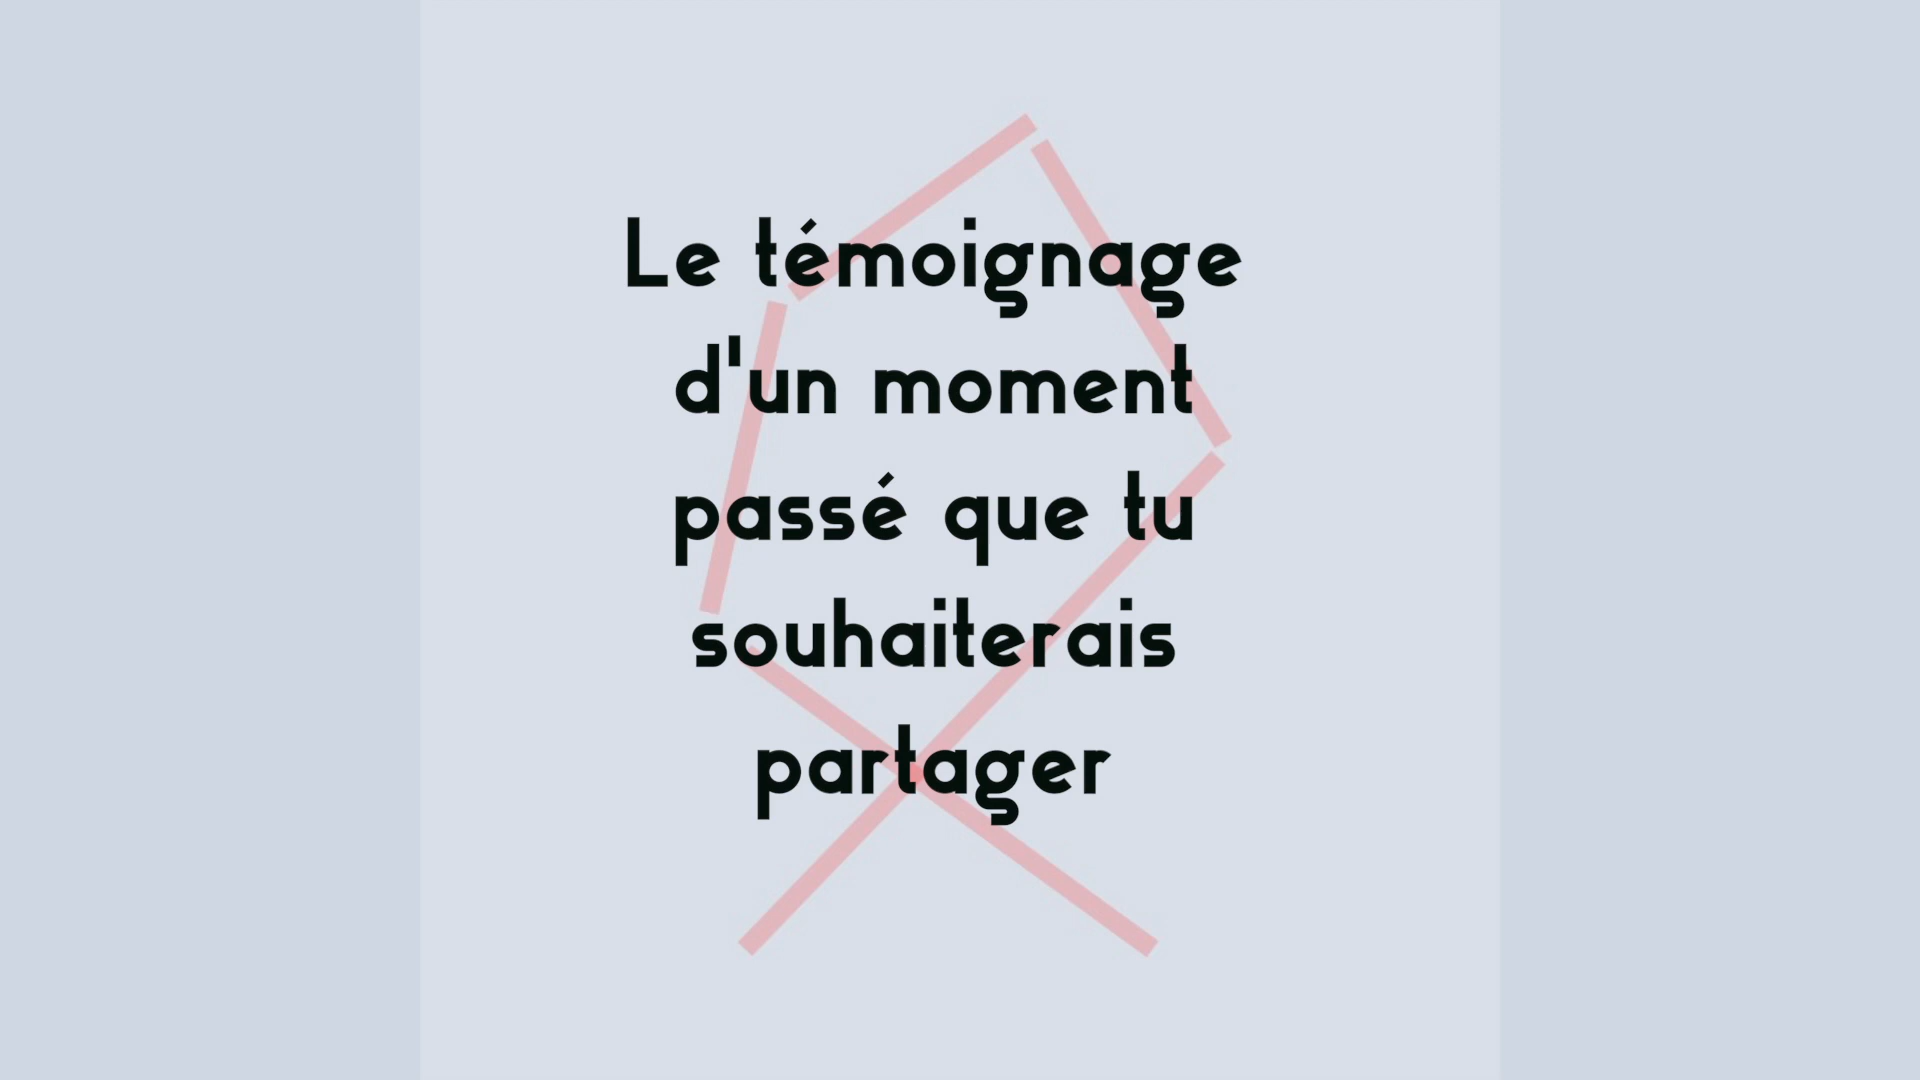 Le témoignage
d'un moment
passé que tu
souhaiterais
partager